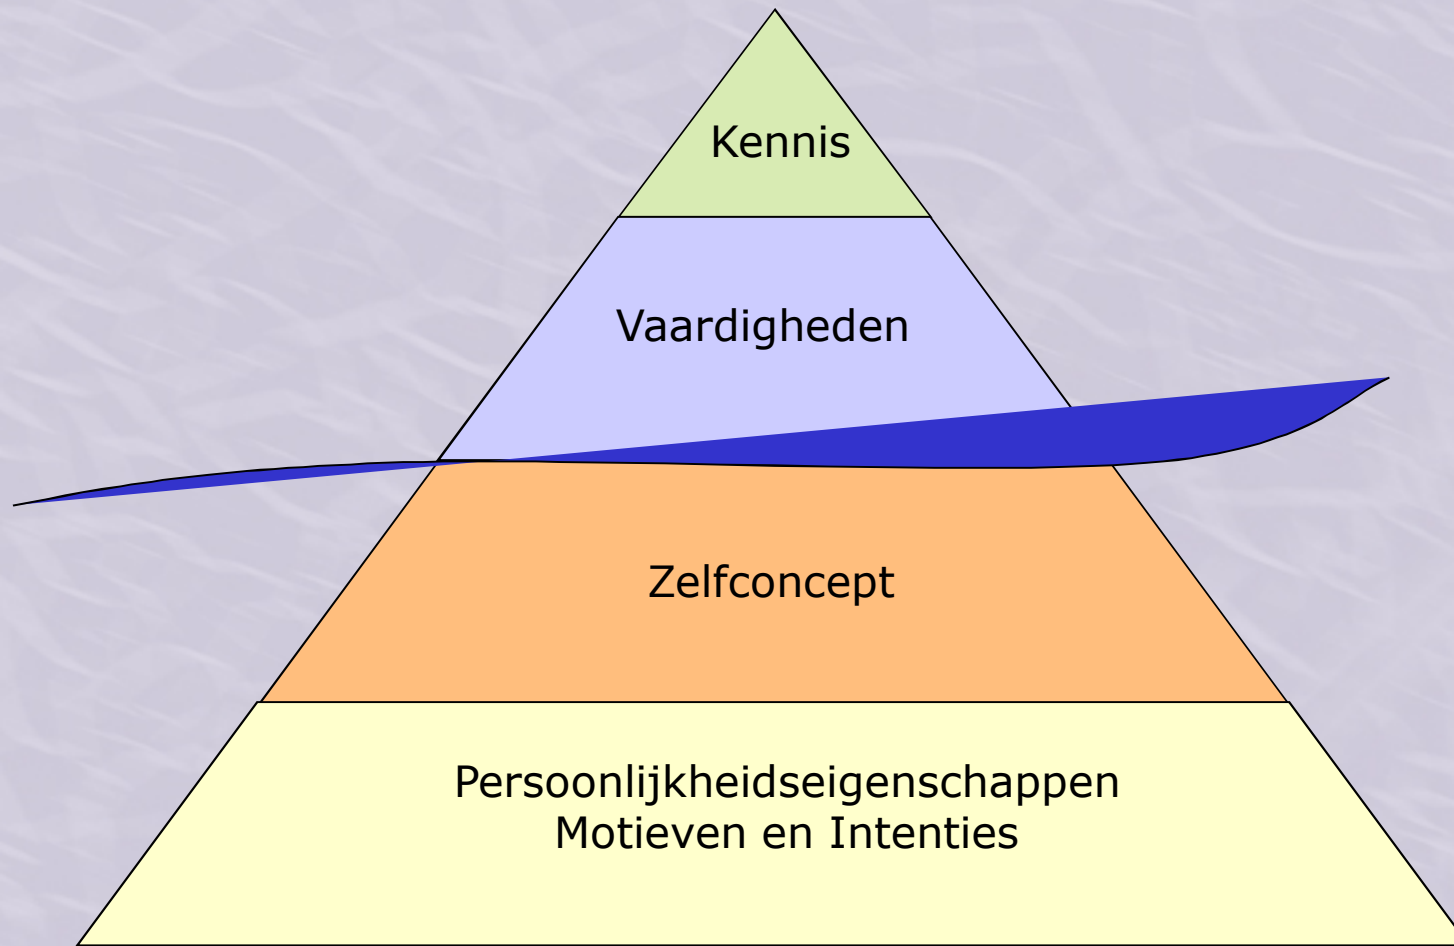 Kennis
Vaardigheden
Zelfconcept
Persoonlijkheidseigenschappen
Motieven en Intenties